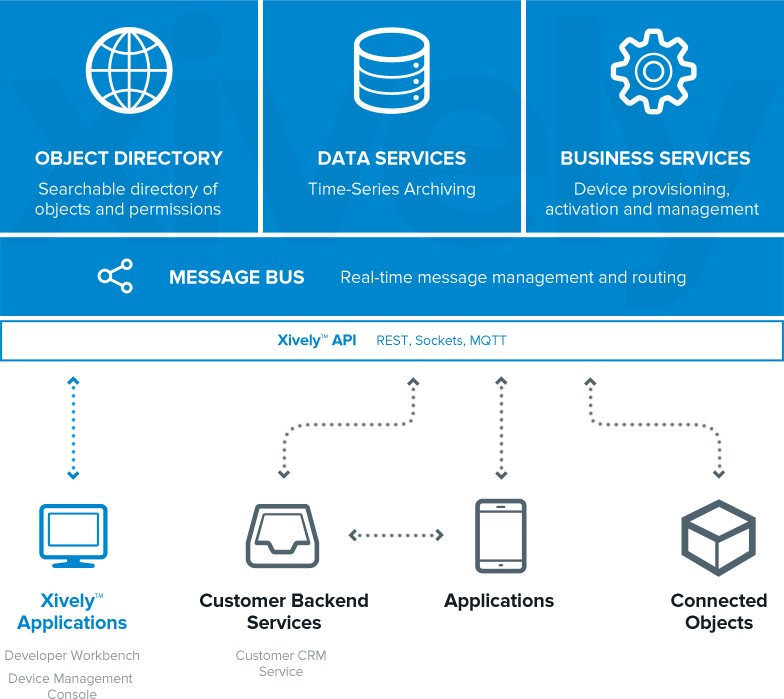 OBJECT DIRECTORY
Searchable directory of
objects and permissions
DATA SERVICES
Time-Series Archiving
BUSINESS SERVICES
Device provisioning,
activation and management
xively
MESSAGE BUS Real-time message management and routing
Xively™ API REST, Sockets, MQTT
Xively™
Applications
Developer Workbench
Device Management
Console
Customer Backend
Services
Customer CRM
Service
Applications
Connected
Objects